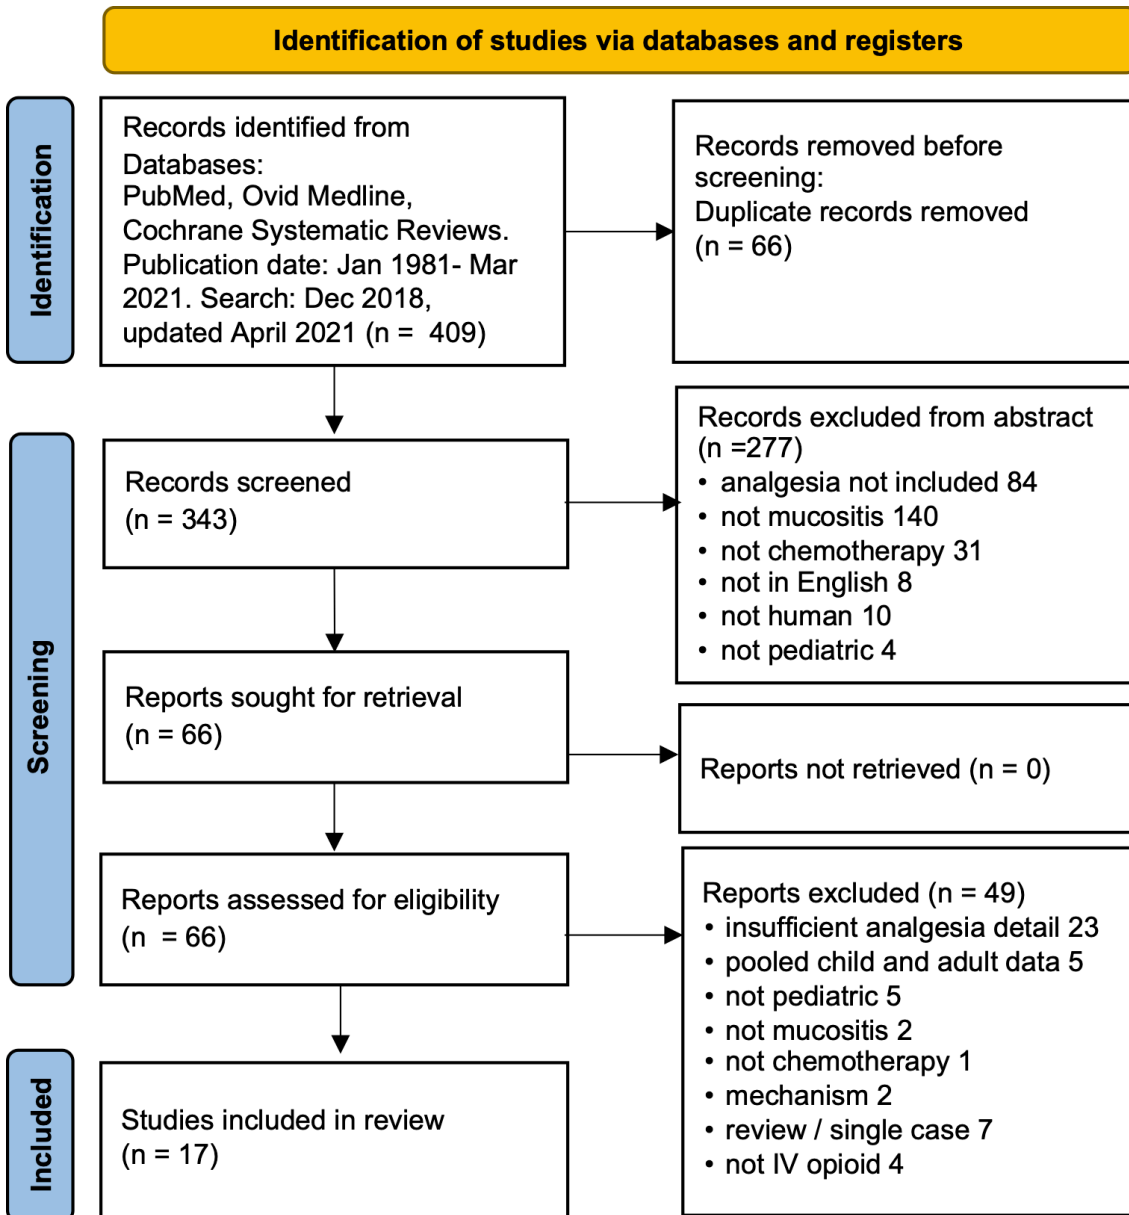 Identification of studies via databases and registers
Identification
Records identified from
Databases:
PubMed, Ovid Medline,
Cochrane Systematic Reviews.
Publication date: Jan 1981- Mar
2021. Search: Dec 2018,
updated April 2021 (n =  409)
Records removed before
screening:
Duplicate records removed
(n = 66)
Screening
Records screened
(n = 343)
Records excluded from abstract
(n =277)
• analgesia not included 84
• not mucositis 140
• not chemotherapy 31
• not in English 8
• not human 10
• not pediatric 4
Reports sought for retrieval
(n = 66)
Reports not retrieved (n = 0)
Reports assessed for eligibility
(n  = 66)
Reports excluded (n = 49)
• insufficient analgesia detail 23
• pooled child and adult data 5
• not pediatric 5
• not mucositis 2
• not chemotherapy 1
• mechanism 2
• review / single case 7
• not IV opioid 4
Included
Studies included in review
(n = 17)